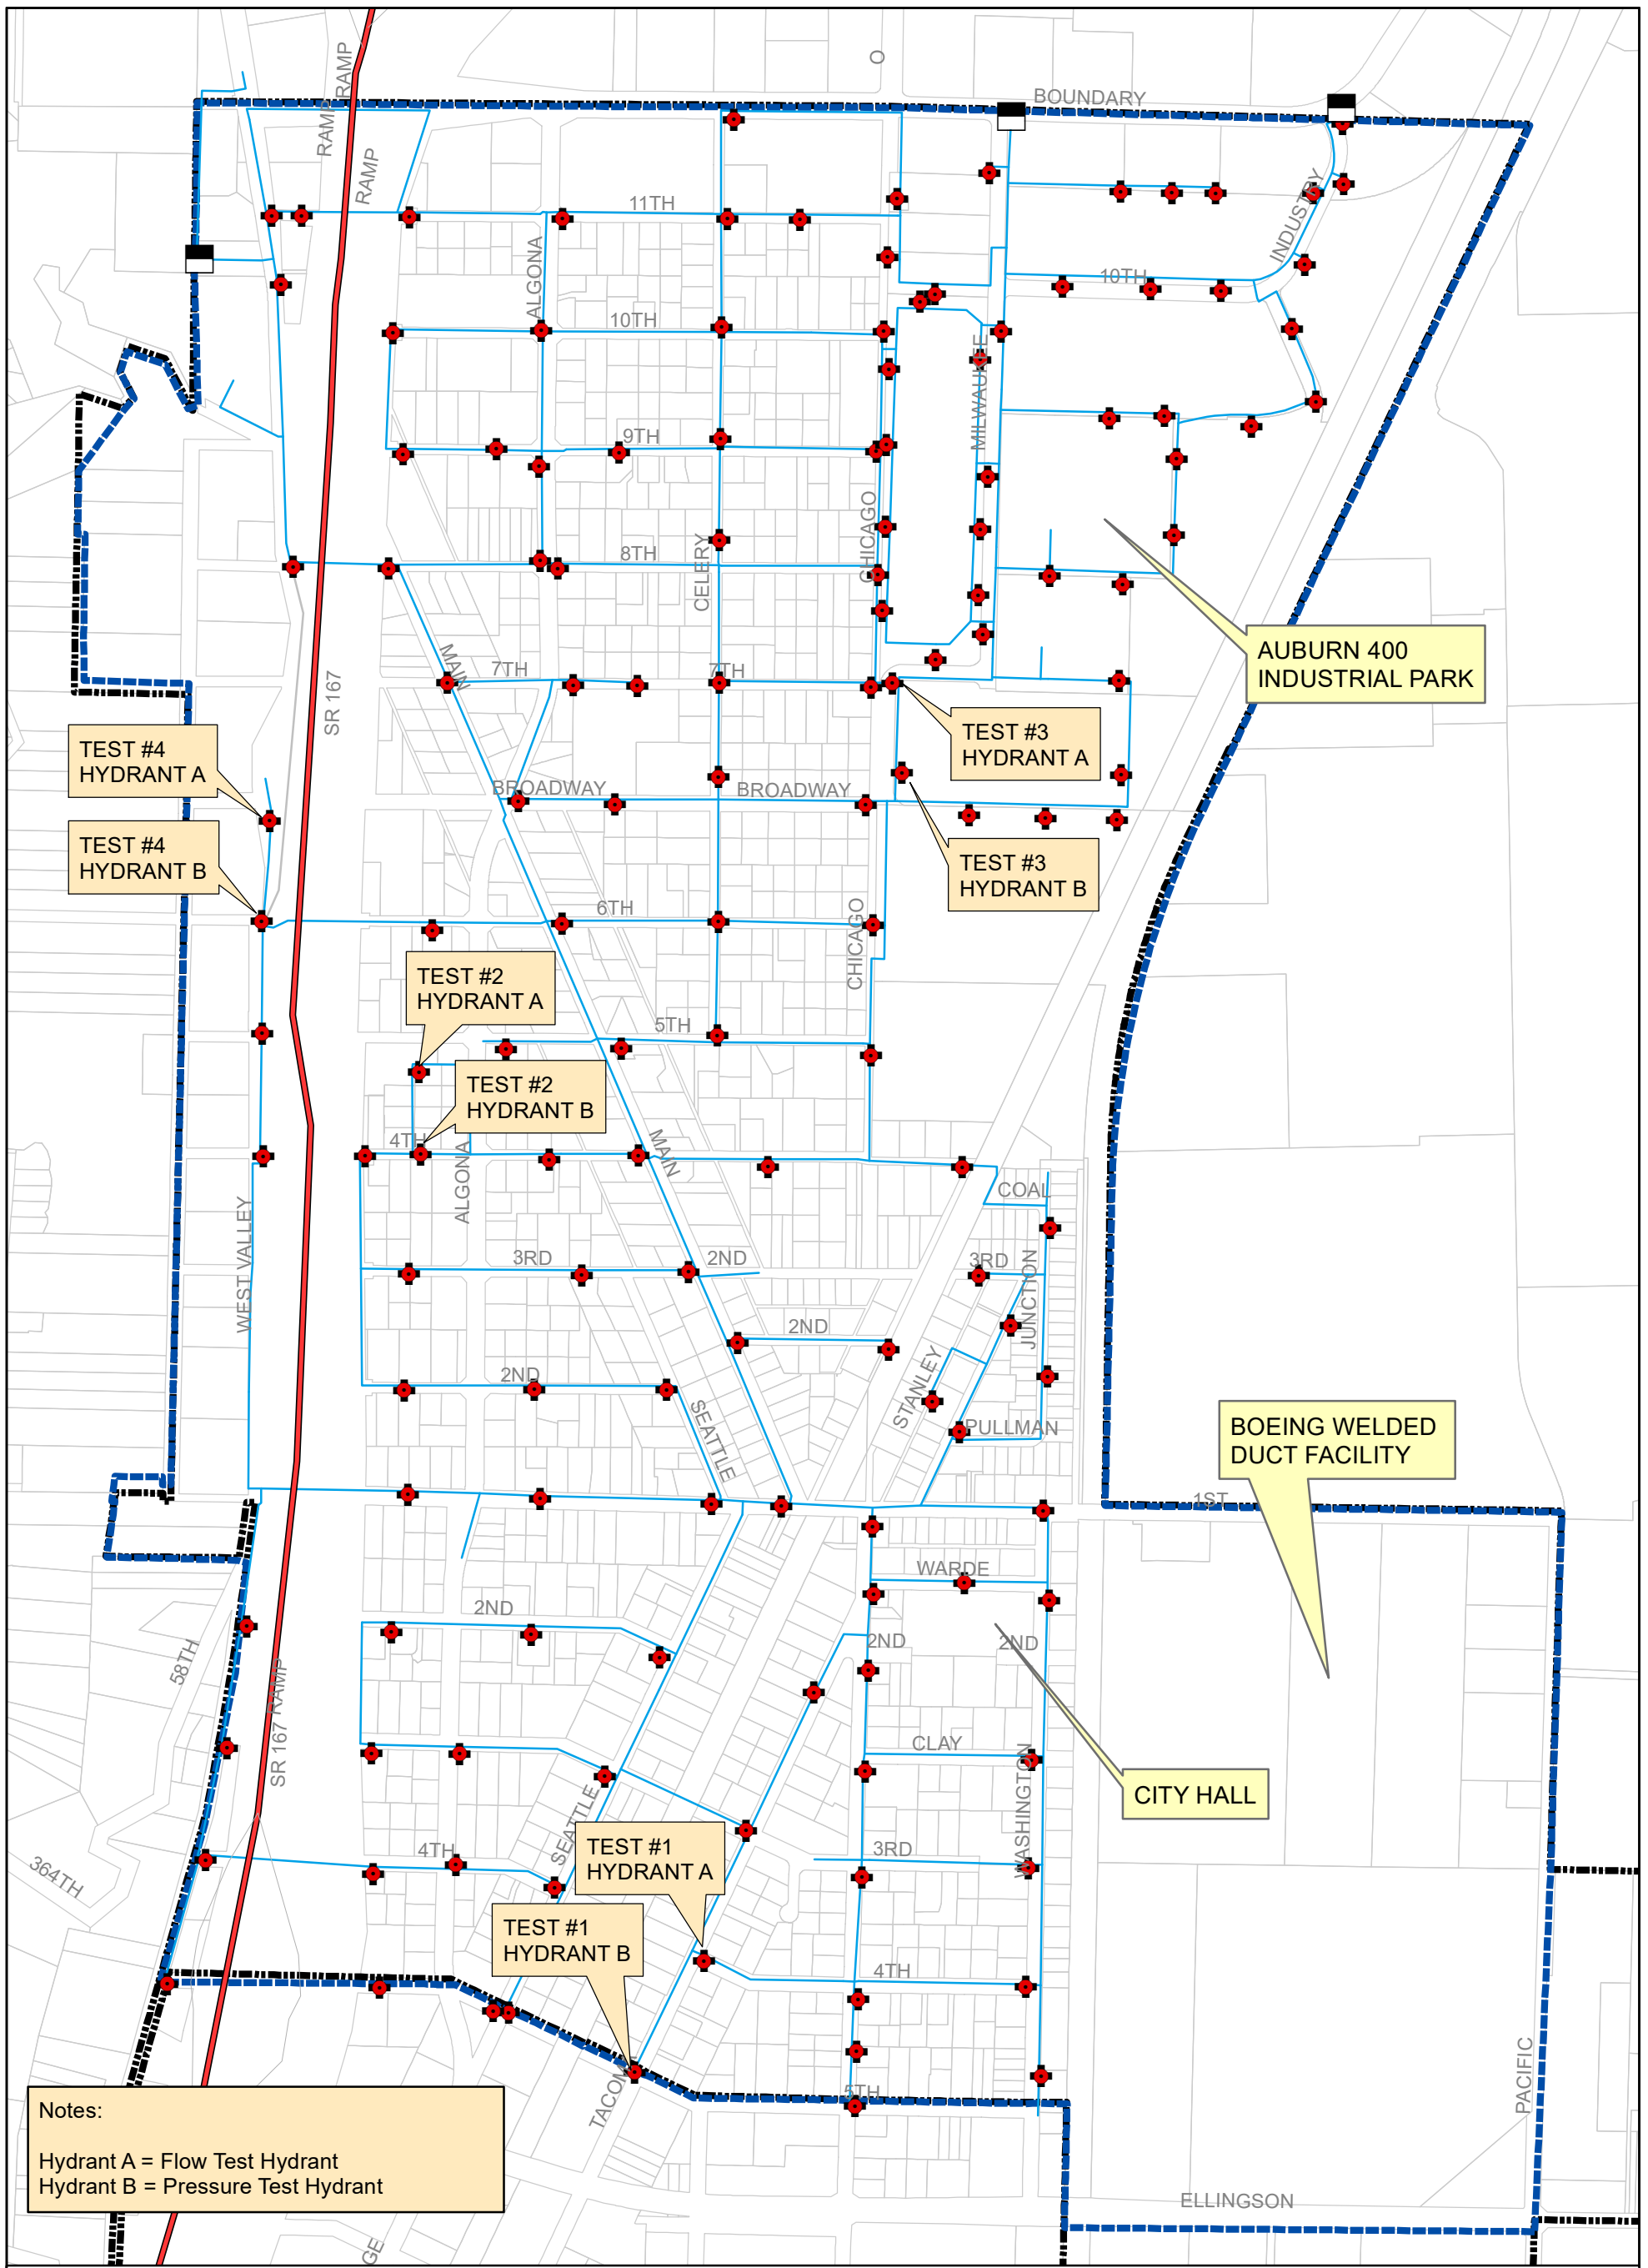 O
BOUNDARY
RAMP
RAMP
RAMP
INDUSTRY
11TH
ALGONA
10TH
10TH
MILWAUKEE
9TH
CHICAGO
8TH
CELERY
MAIN
7TH
7TH
AUBURN 400
INDUSTRIAL PARK
SR 167
TEST #4
HYDRANT A
TEST #3
HYDRANT A
BROADWAY
BROADWAY
TEST #4
HYDRANT B
TEST #3
HYDRANT B
6TH
CHICAGO
TEST #2
HYDRANT A
5TH
TEST #2
HYDRANT B
4TH
MAIN
ALGONA
COAL
WEST VALLEY
3RD
2ND
3RD
JUNCTION
2ND
2ND
STANLEY
SEATTLE
PULLMAN
BOEING WELDED
DUCT FACILITY
1ST
WARDE
2ND
2ND
2ND
58TH
SR 167 RAMP
CLAY
WASHINGTON
CITY HALL
SEATTLE
4TH
TEST #1
HYDRANT A
3RD
364TH
TEST #1
HYDRANT B
4TH
TACOMA
5TH
PACIFIC
Notes:
Hydrant A = Flow Test Hydrant
Hydrant B = Pressure Test Hydrant
ELLINGSON
GE